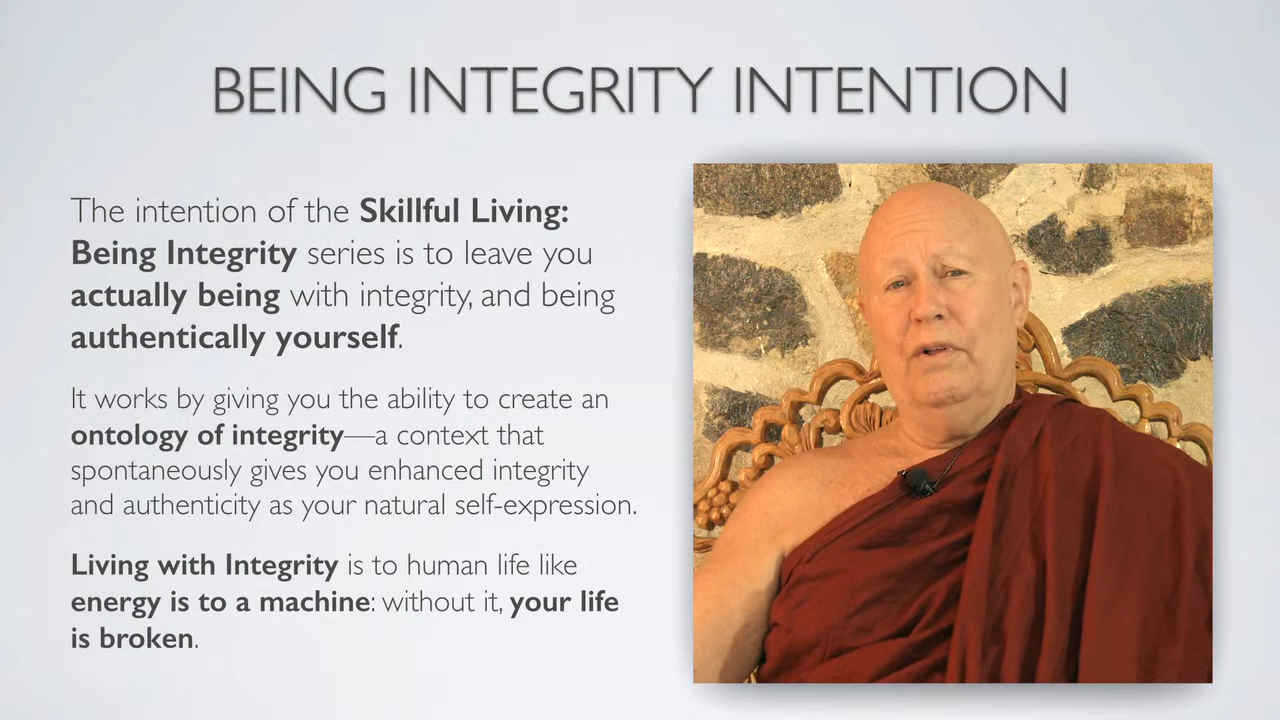 BEING INTEGRITY INTENTION
The intention of the Skillful Living:
Being Integrity series is to leave you
actually being with integrity, and being
authentically yourself.
It works by giving you the ability to create an
ontology of integrity—a context that
spontaneously gives you enhanced integrity
and authenticity as your natural self-expression.
Living with Integrity is to human life like
energy is to a machine: without it, your life
is broken.